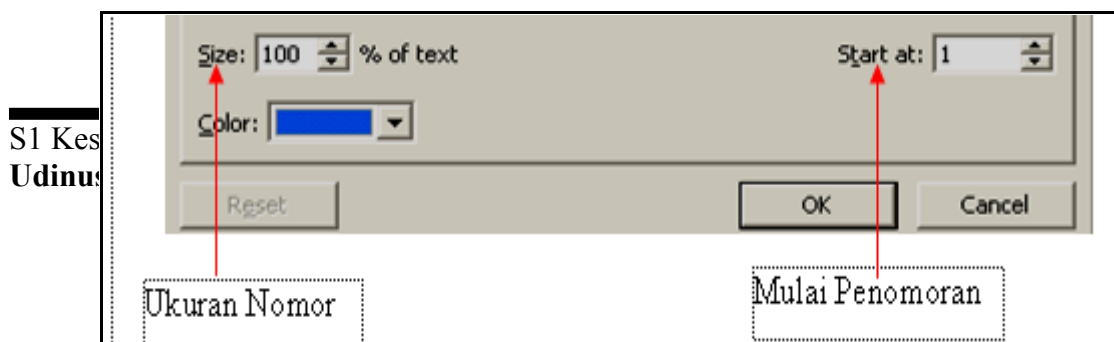 Size: 100 % of text Start at: 1
Color:
S1 Kes
Udinus
Reset OK Cancel
Ukuran Nomor Mulai Penomoran